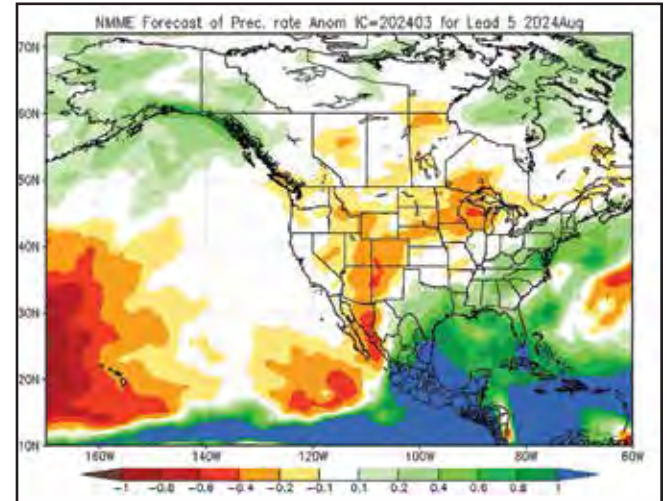 NMME Forecast of Prec. rate Anom IC=202403 for Lead 5 2024Aug
70N
60N
50N
40N
30N
20N
10N
160W 140W 120W 100W 80W 60W
-1 -0.8 -0.6 -0.4 -0.2 -0.1 0.1 0.2 0.4 0.6 0.8 1